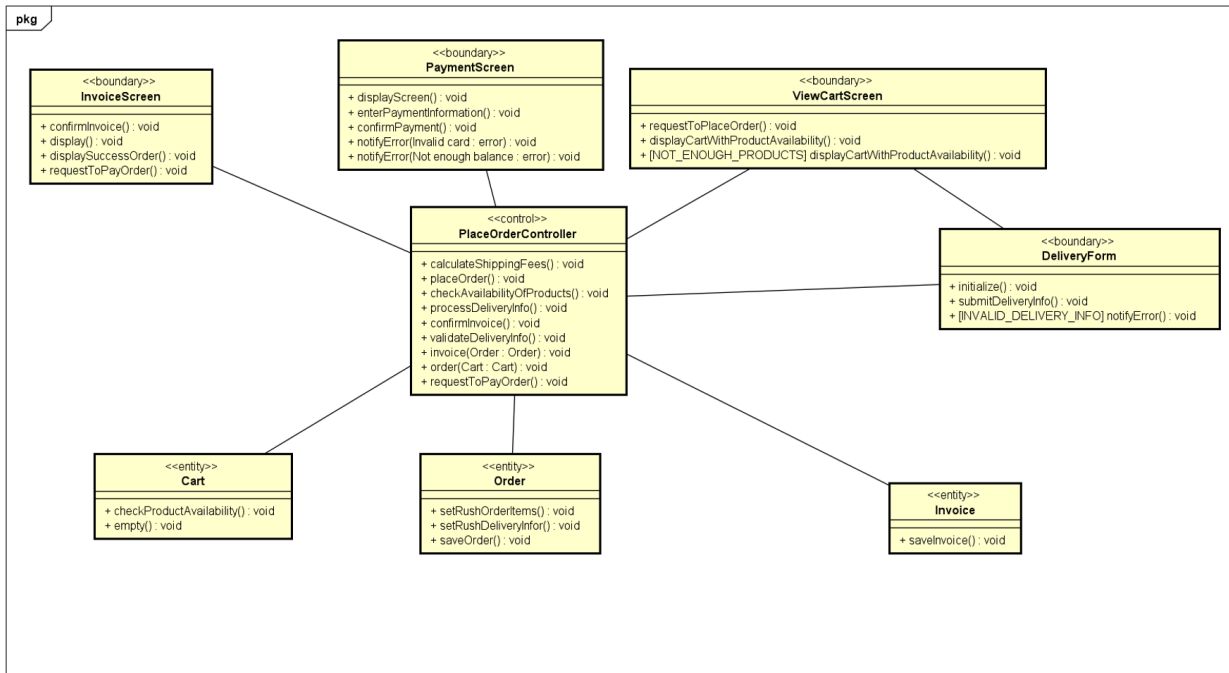 pkg
<<boundary>>
InvoiceScreen
+ confirmInvoice() : void
+ display() : void
+ displaySuccessOrder() : void
+ requestToPayOrder() : void
<<boundary>>
PaymentScreen
+ displayScreen() : void
+ enterPaymentInformation() : void
+ confirmPayment() : void
+ notifyError(Invalid card : error) : void
+ notifyError(Not enough balance : error) : void
<<boundary>>
ViewCartScreen
+ requestToPlaceOrder() : void
+ displayCartWithProductAvailability() : void
+ [NOT_ENOUGH_PRODUCTS] displayCartWithProductAvailability() : void
<<control>>
PlaceOrderController
+ calculateShippingFees() : void
+ placeOrder() : void
+ checkAvailabilityOfProducts() : void
+ processDeliveryInfo() : void
+ confirmInvoice() : void
+ validateDeliveryInfo() : void
+ invoice(Order : Order) : void
+ order(Cart : Cart) : void
+ requestToPayOrder() : void
<<boundary>>
DeliveryForm
+ initialize() : void
+ submitDeliveryInfo() : void
+ [INVALID_DELIVERY_INFO] notifyError() : void
<<entity>>
Cart
+ checkProductAvailability() : void
+ empty() : void
<<entity>>
Order
+ setRushOrderItems() : void
+ setRushDeliveryInfor() : void
+ saveOrder() : void
<<entity>>
Invoice
+ saveInvoice() : void